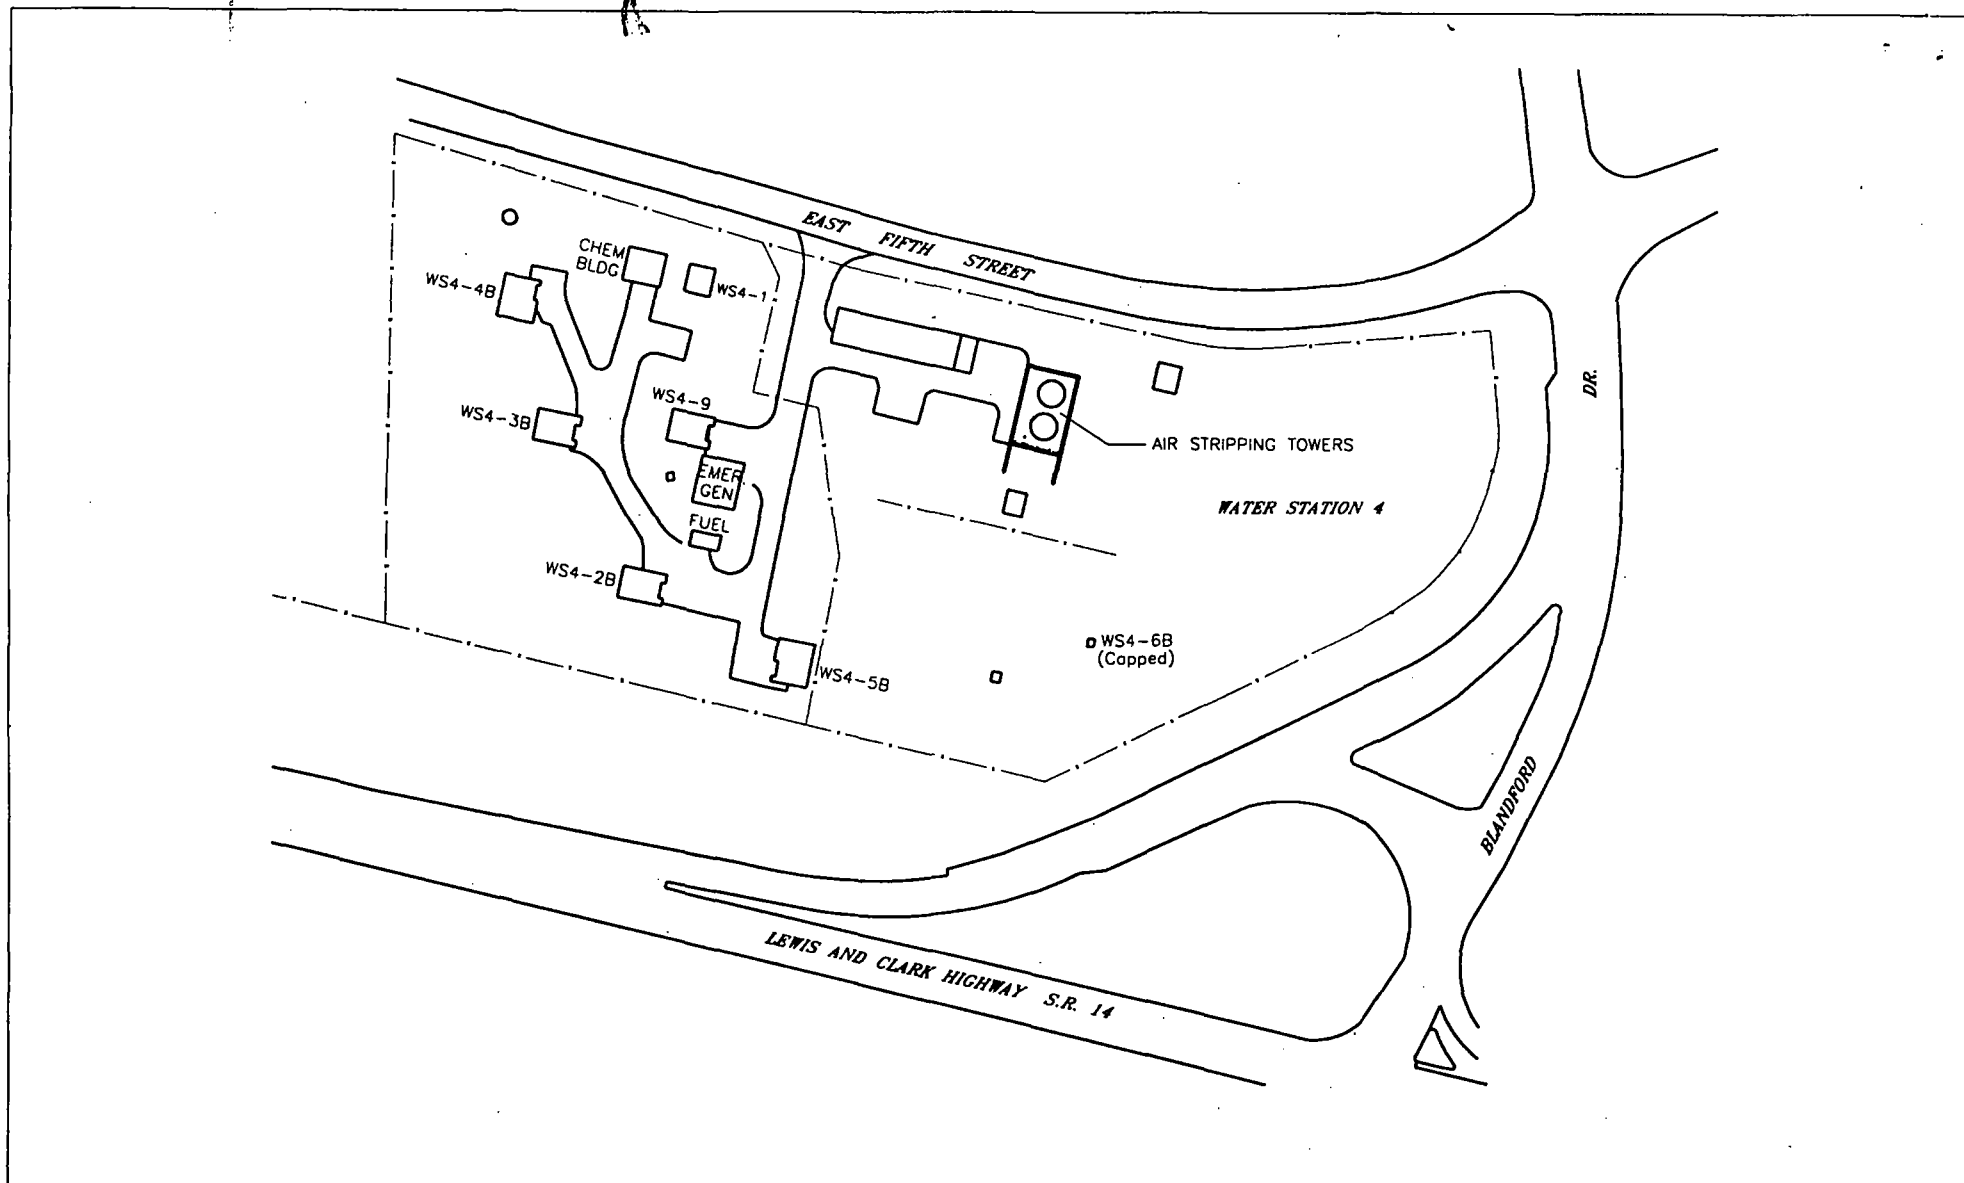 EAST FIFTH STREET
CHEM
BLDG
WS4-1
WS4-4B
DR.
WS4-9
WS4-3B
AIR STRIPPING TOWERS
EMER.
GEN
WATER STATION 4
FUEL
WS4-2B
WS4-6B
(Capped)
WS4-5B
BLANDFORD
LEWIS AND CLARK HIGHWAY S.R. 14